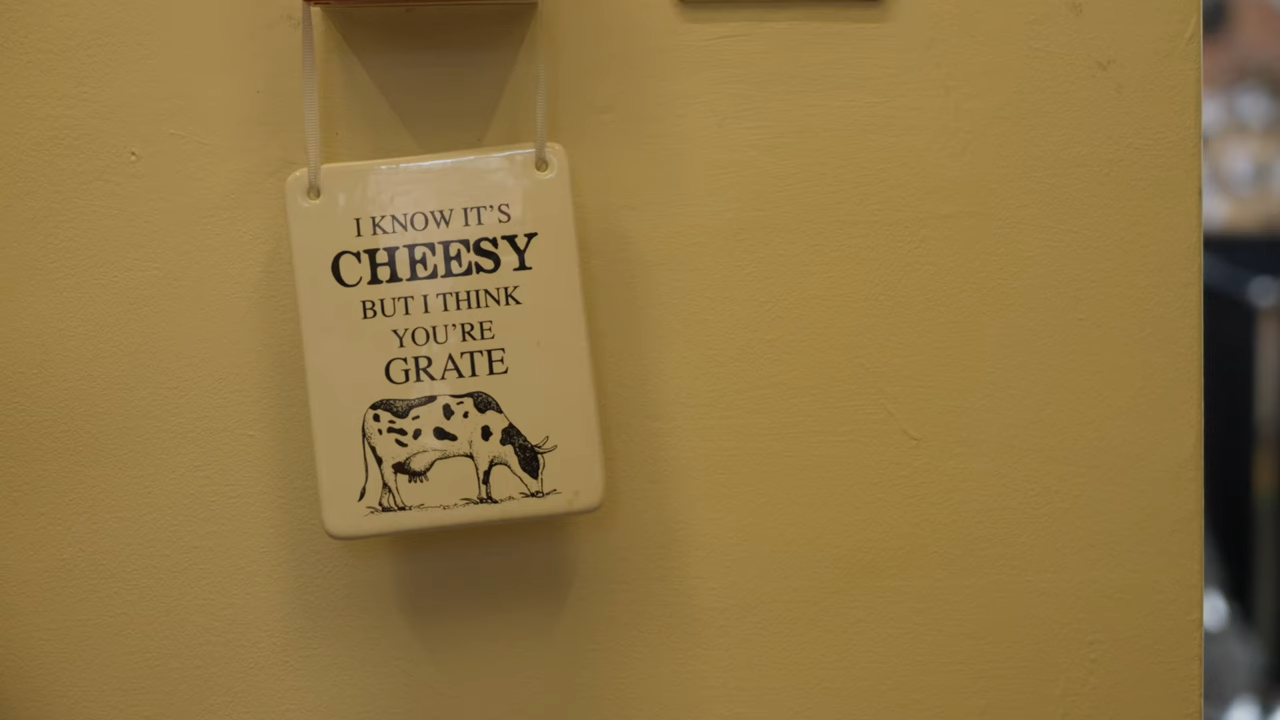 I KNOW IT'S
CHEESY
BUT I THINK
YOU'RE
GRATE